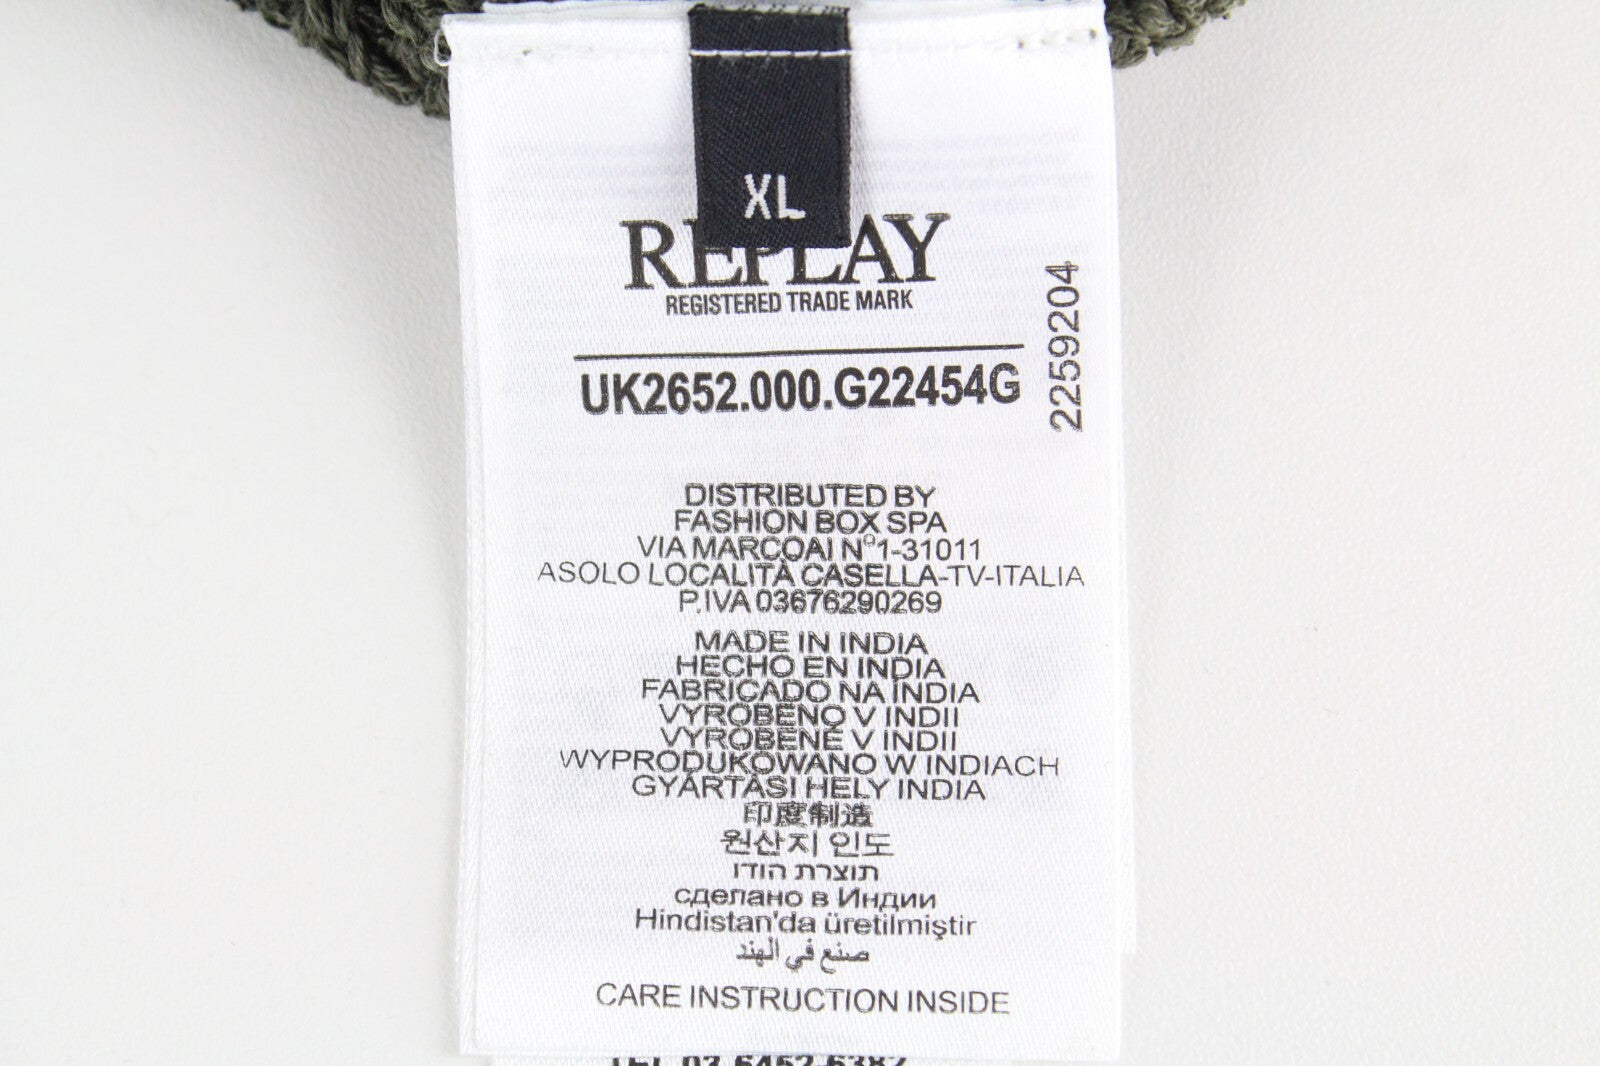 XL
REPLAY
REGISTERED TRADE MARK
UK2652.000.G22454G
2259204
DISTRIBUTED BY
FASHION BOX SPA
VIA MARCOAI Nº1-31011
ASOLO LOCALITÀ CASELLA-TV-ITALIA
P.IVA 03676290269
MADE IN INDIA
HECHO EN INDIA
FABRICADO NA ÍNDIA
VYROBENO V INDII
VYROBENÉ V INDII
WYPRODUKOWANO W INDIACH
GYÁRTÁSI HELY INDIA
印度制造
원산지 인도
תוצרת הודו
сделано в Индии
Hindistan'da üretilmiştir
صنع في الهند
CARE INSTRUCTION INSIDE